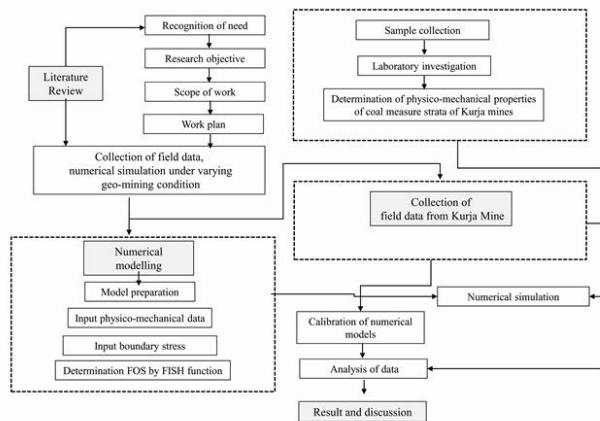 Recognition of need
Research objective
Literature
Review
Scope of work
Work plan
Collection of field data,
numerical simulation under varying
geo-mining condition
Sample collection
Laboratory investigation
Determination of physico-mechanical properties
of coal measure strata of Kurja mines
Collection of
field data from Kurja Mine
Numerical
modelling
Model preparation
Input physico-mechanical data
Input boundary stress
Determination FOS by FISH function
Numerical simulation
Calibration of numerical
models
Analysis of data
Result and discussion